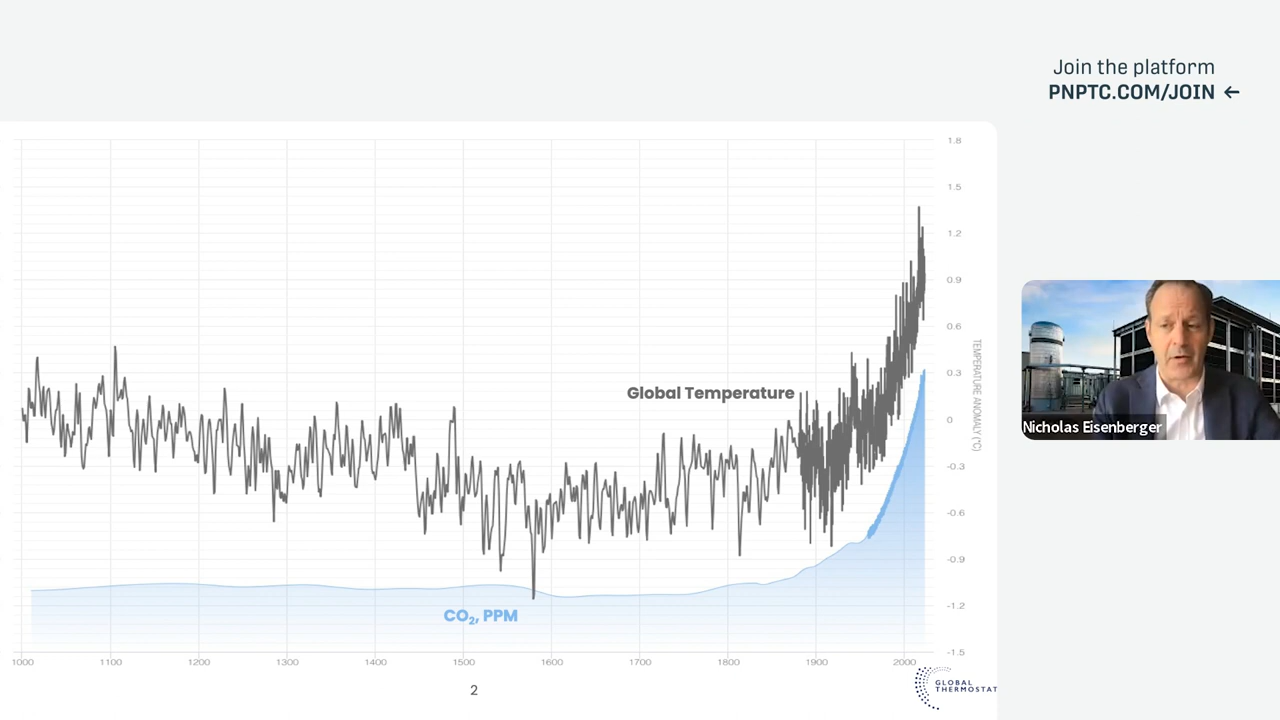 Join the platform
PNPTC.COM/JOIN ←
1.8
1.5
1.2
0.9
0.6
0.3
0
-0.3
-0.6
-0.9
-1.2
-1.5
TEMPERATURE ANOMALY (°C)
Global Temperature
CO₂, PPM
1000 1100 1200 1300 1400 1500 1600 1700 1800 1900 2000
2
GLOBAL
THERMOSTAT
Nicholas Eisenberger